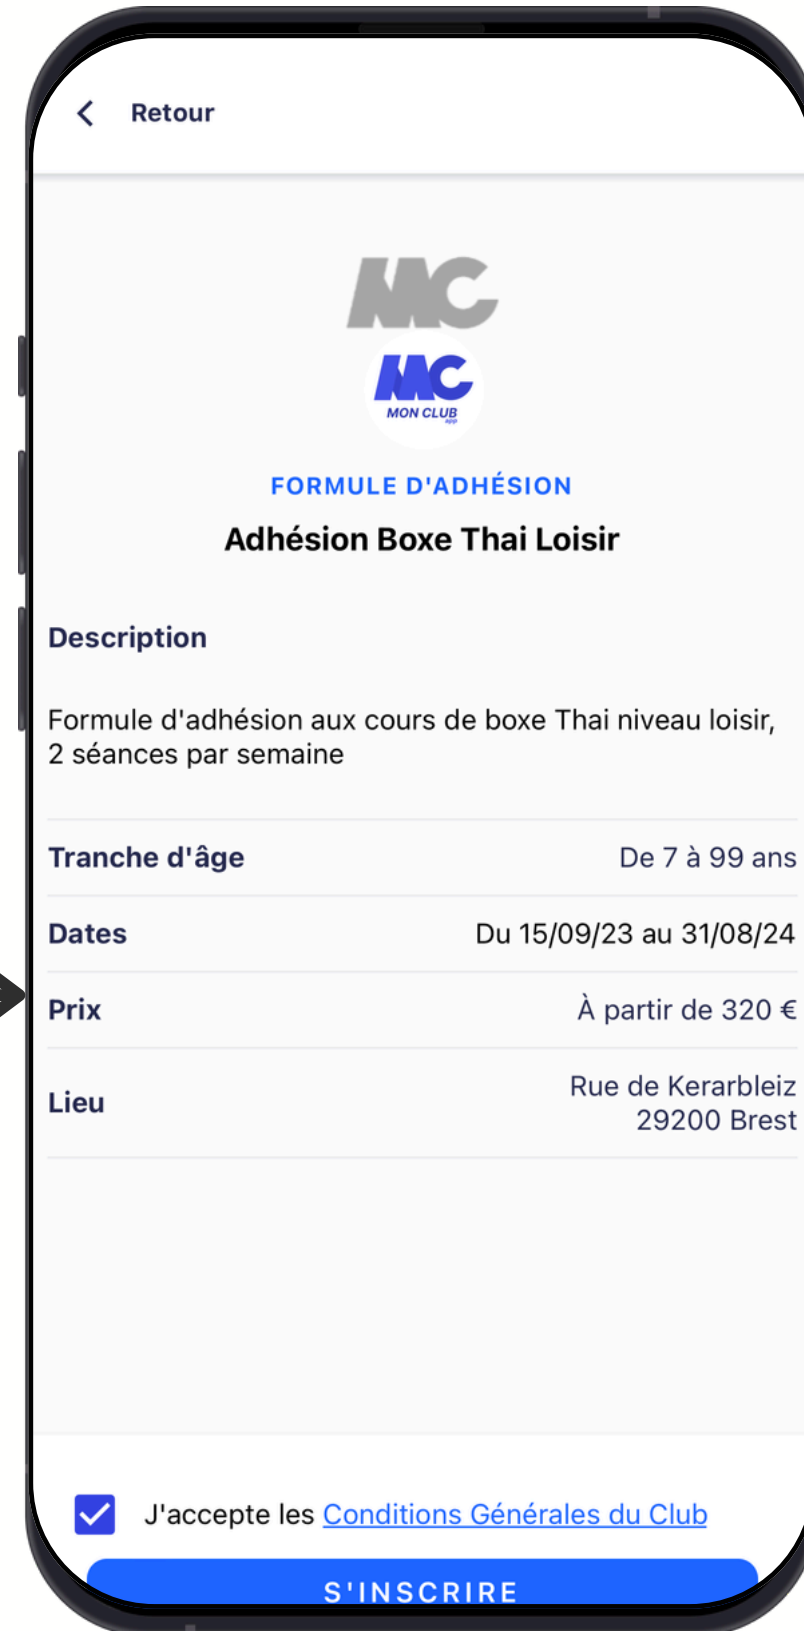 Retour
MC
MC
MON CLUB
app
FORMULE D'ADHÉSION
Adhésion Boxe Thai Loisir
Description
Formule d'adhésion aux cours de boxe Thai niveau loisir,
2 séances par semaine
Tranche d'âge De 7 à 99 ans
Dates Du 15/09/23 au 31/08/24
Prix À partir de 320 €
Lieu Rue de Kerarbleiz
29200 Brest
J'accepte les Conditions Générales du Club
S'INSCRIRE